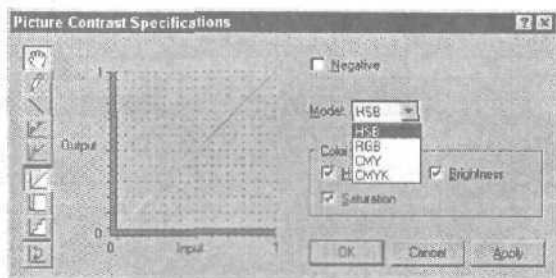 Picture Contrast Specifications
Negative
Model: HSB
HSB
RGB
CMY
CMYK
Color
H
Brightness
Saturation
1
Output
0
0
Input
1
OK
Cancel
Apply